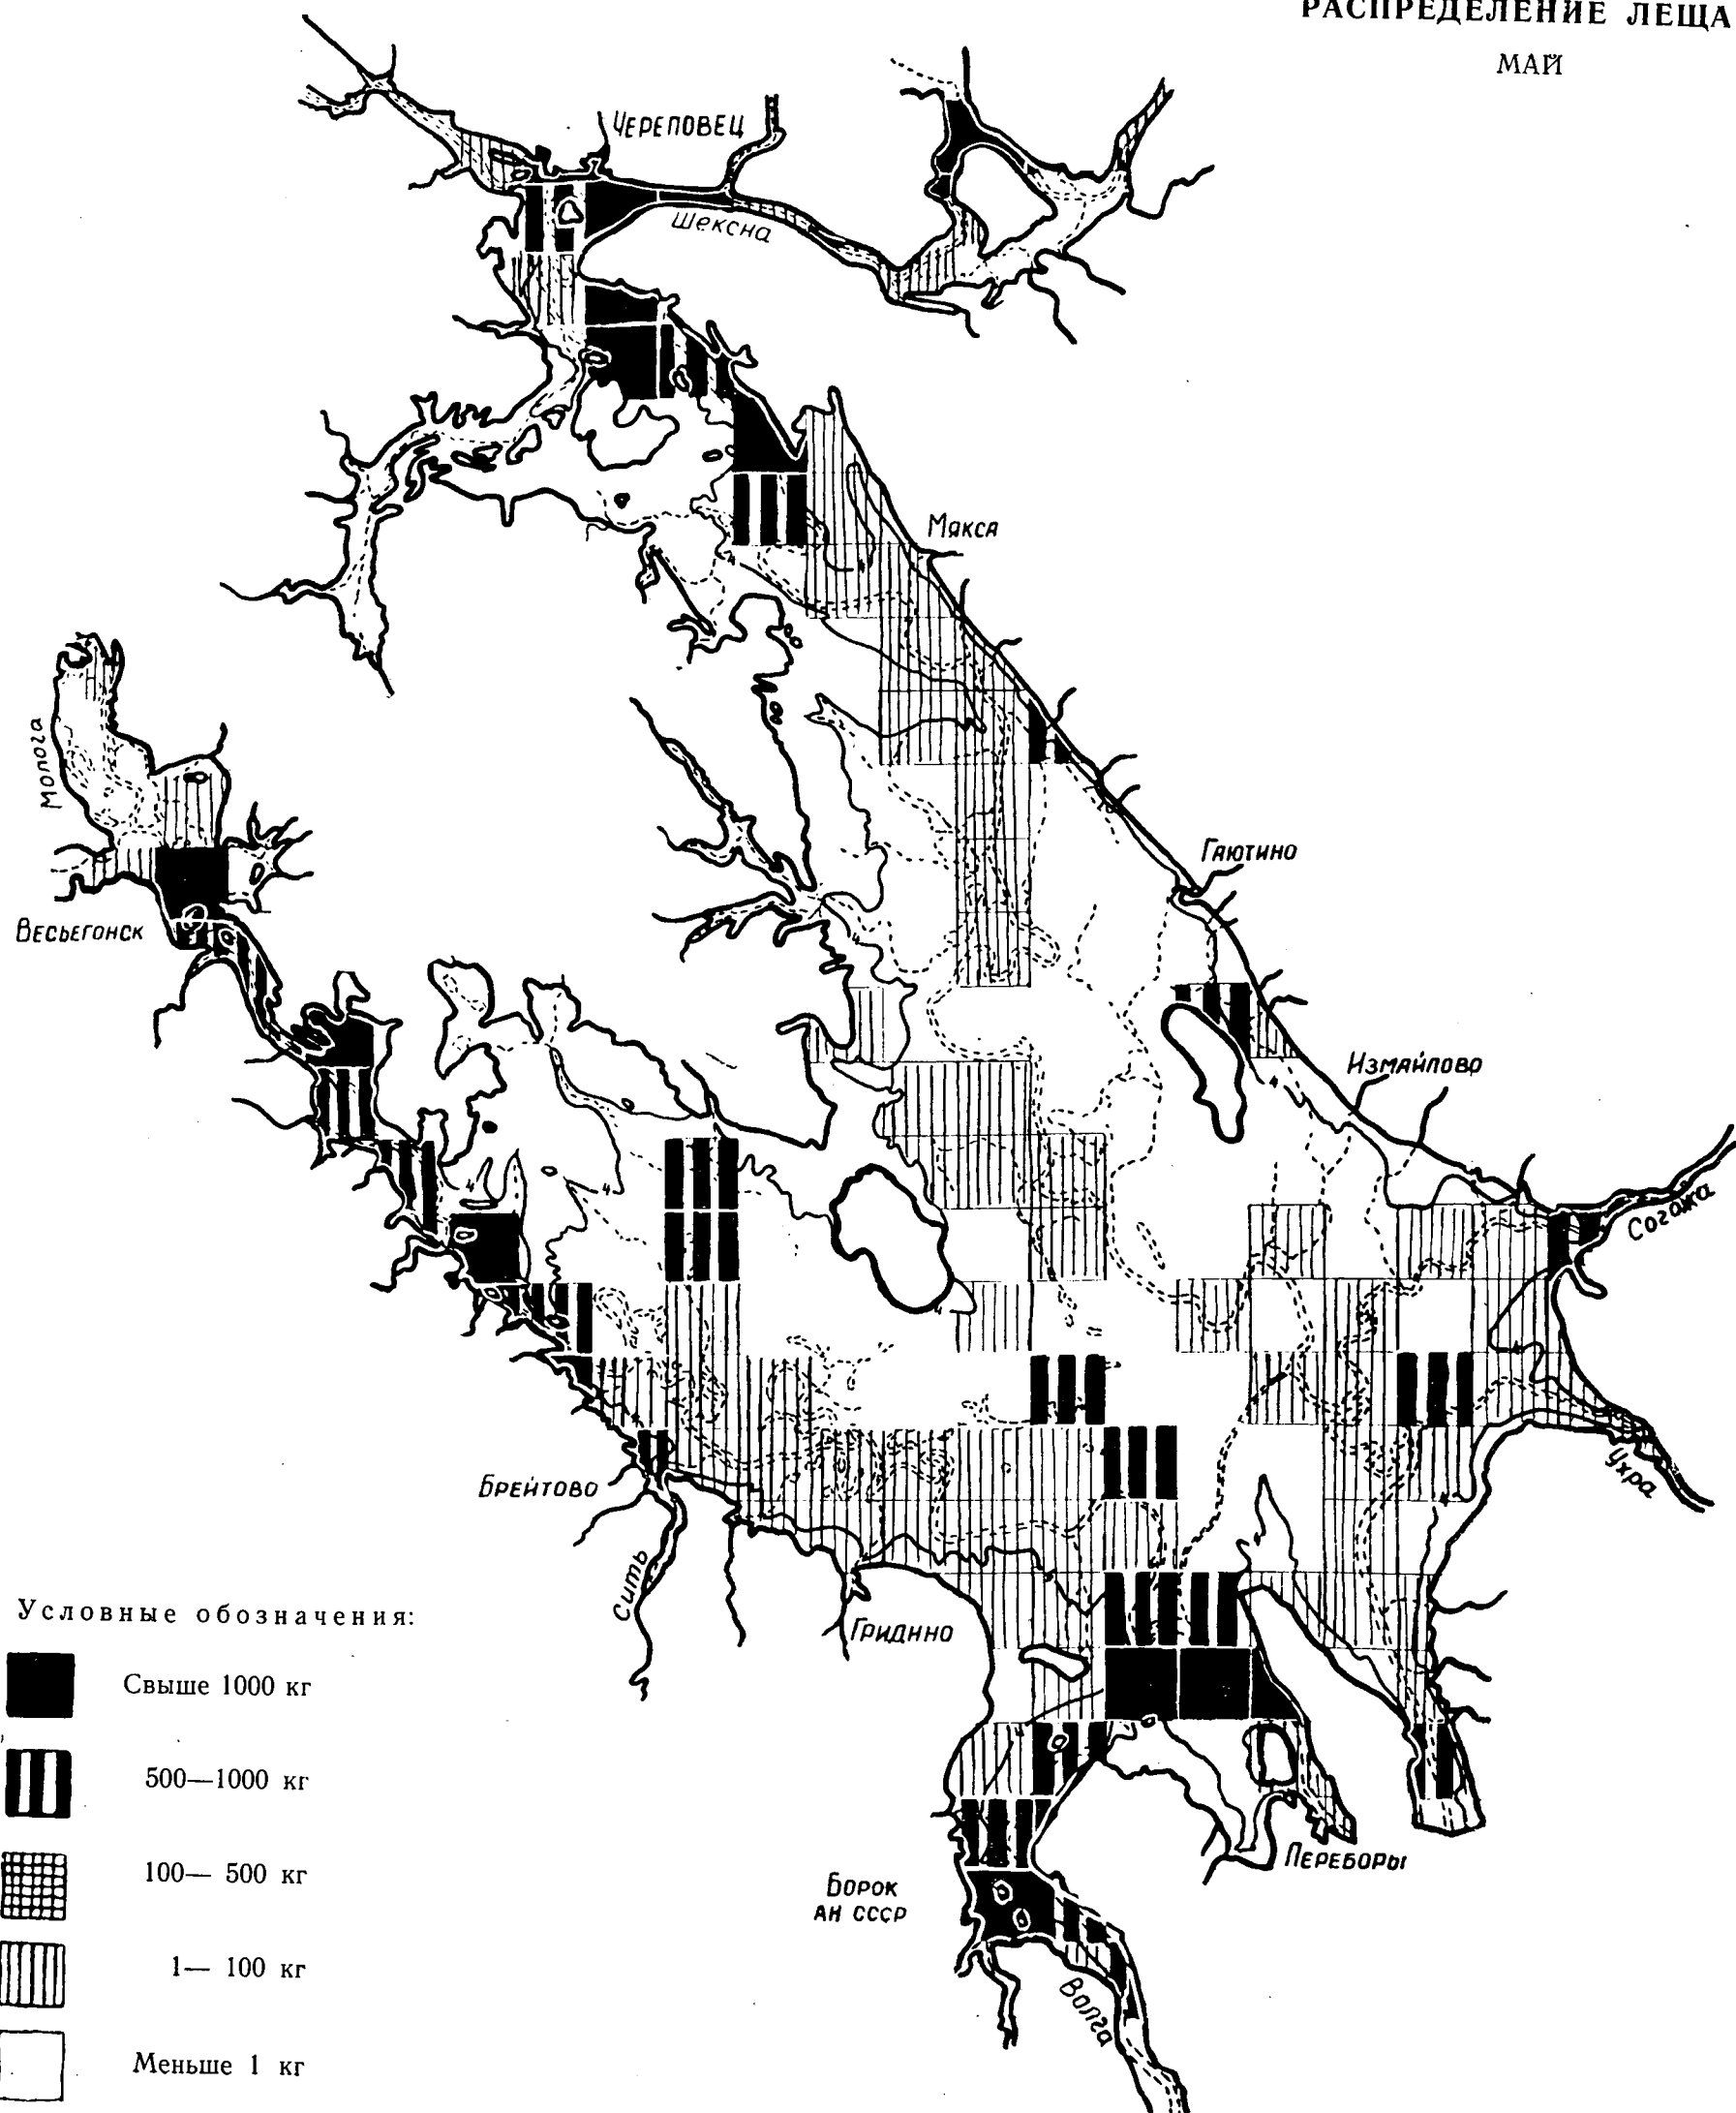 РАСПРЕДЕЛЕНИЕ ЛЕЩА
МАЙ
ЧЕРЕПОВЕЦ
Шексна
Мякса
Молога
Гаютино
Весьегонск
Измайлово
Согожа
Брейтово
Ухра
Сить
Гридино
Условные обозначения:
Свыше 1000 кг
500—1000 кг
100— 500 кг
1— 100 кг
Меньше 1 кг
Переборы
Борок
АН СССР
Волга